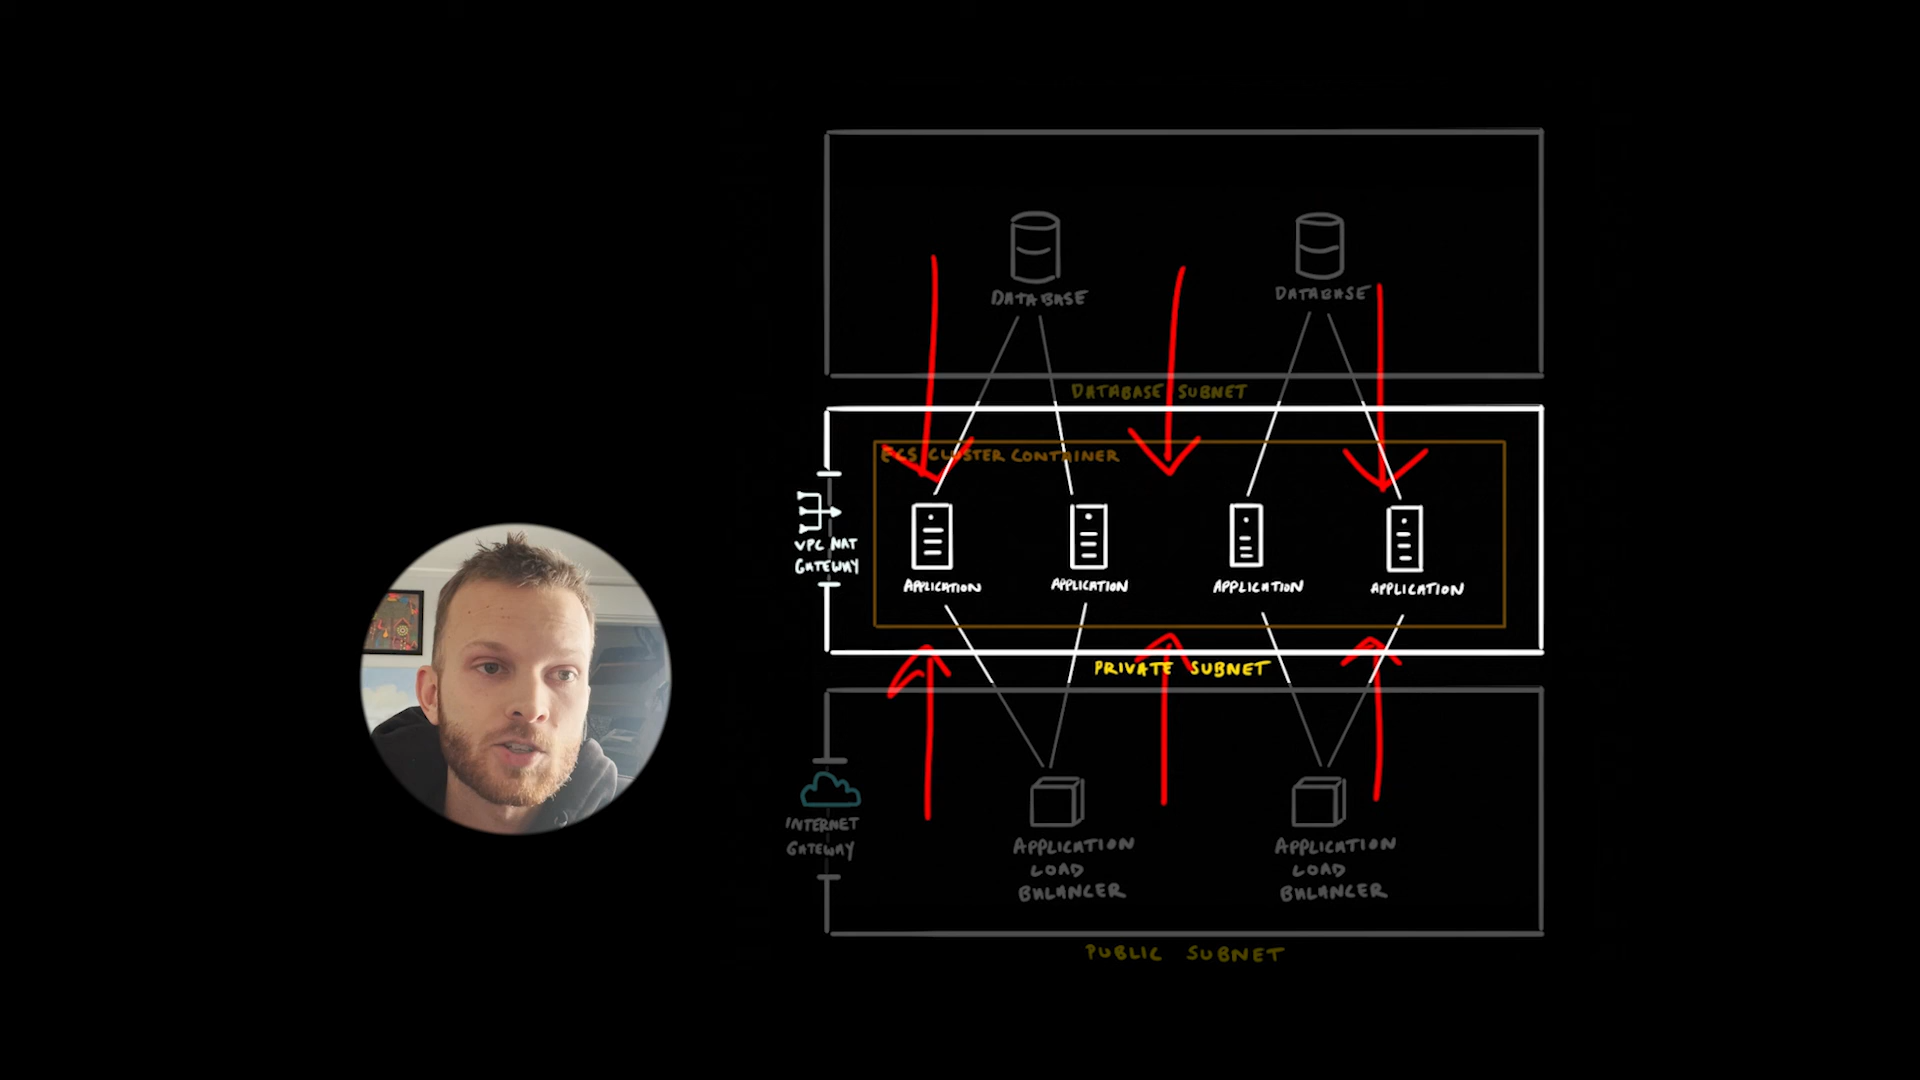 DATABASE
DATABASE
DATABASE SUBNET
ECS CLUSTER CONTAINER
VPC NAT
GATEWAY
APPLICATION
APPLICATION
APPLICATION
APPLICATION
PRIVATE SUBNET
INTERNET
GATEWAY
APPLICATION
LOAD
BALANCER
APPLICATION
LOAD
BALANCER
PUBLIC SUBNET